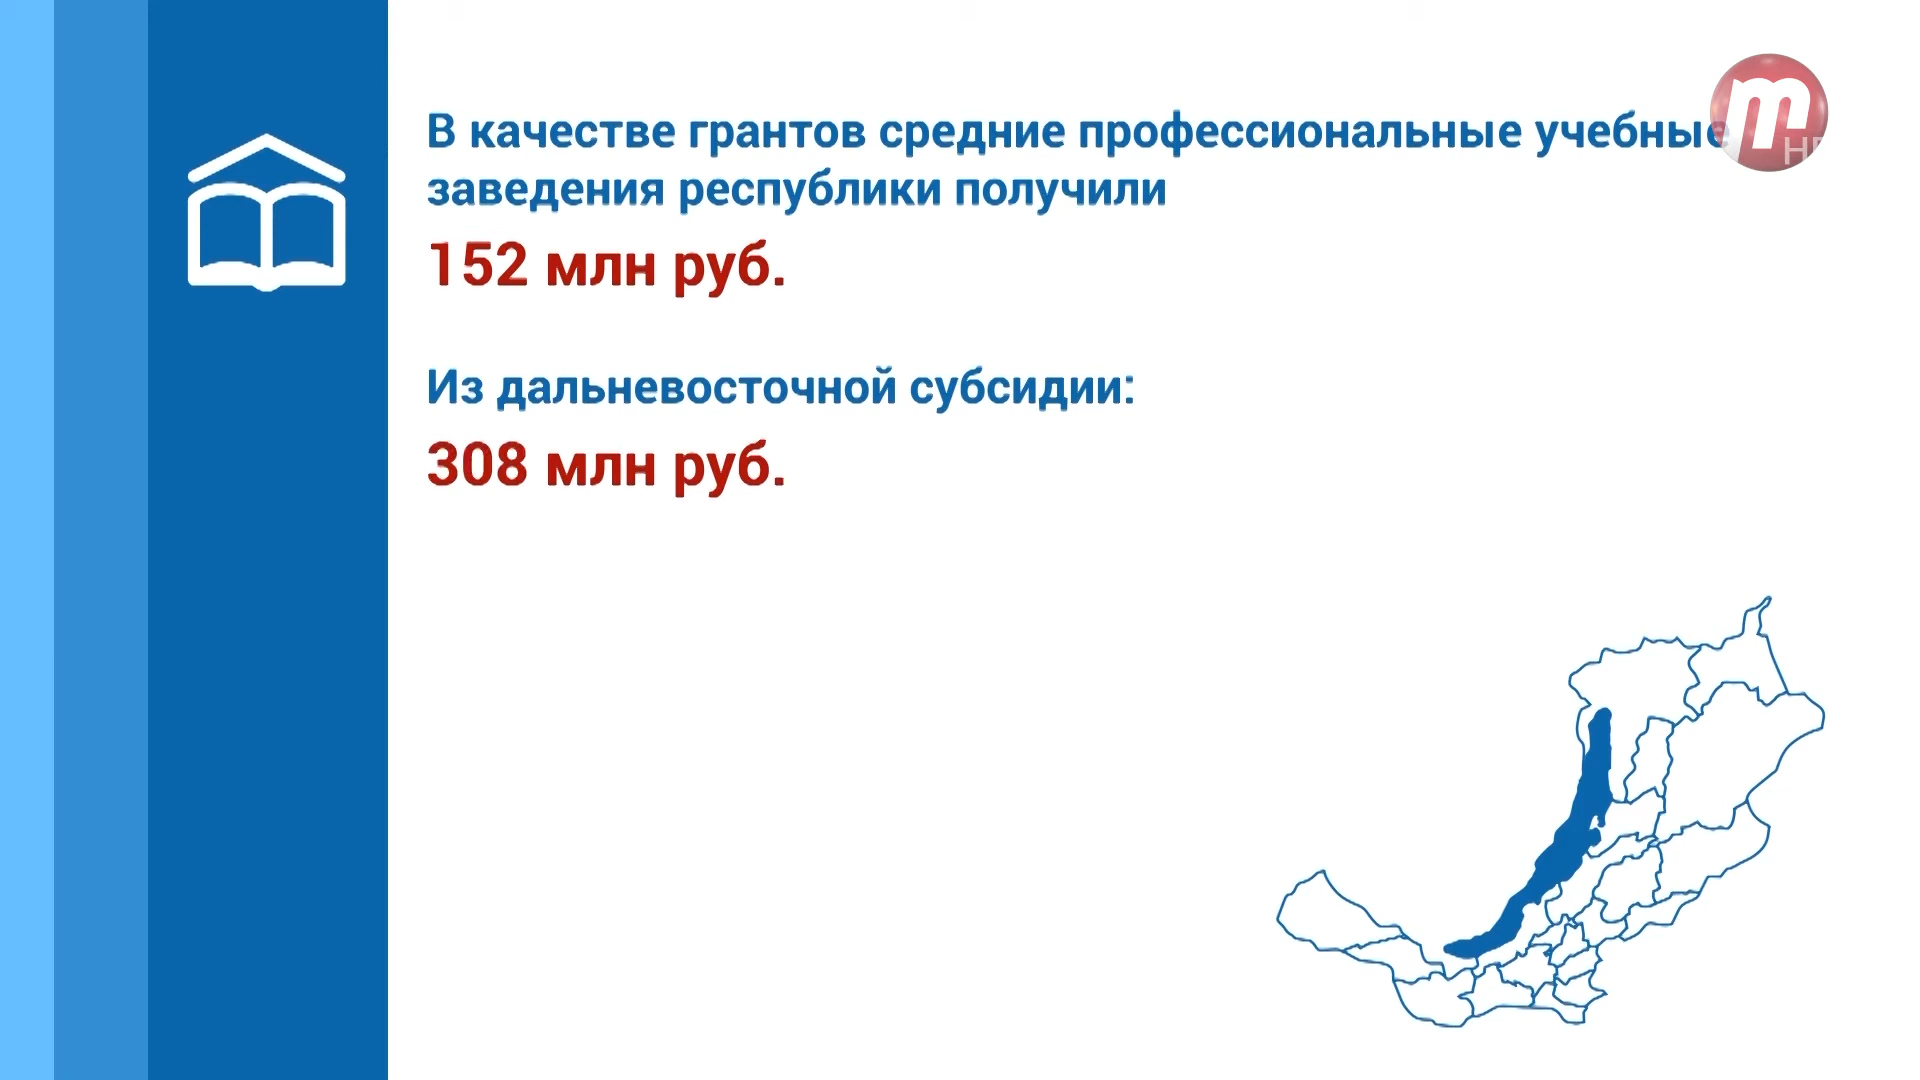 В качестве грантов средние профессиональные учебные
заведения республики получили
152 млн руб.
Из дальневосточной субсидии:
308 млн руб.